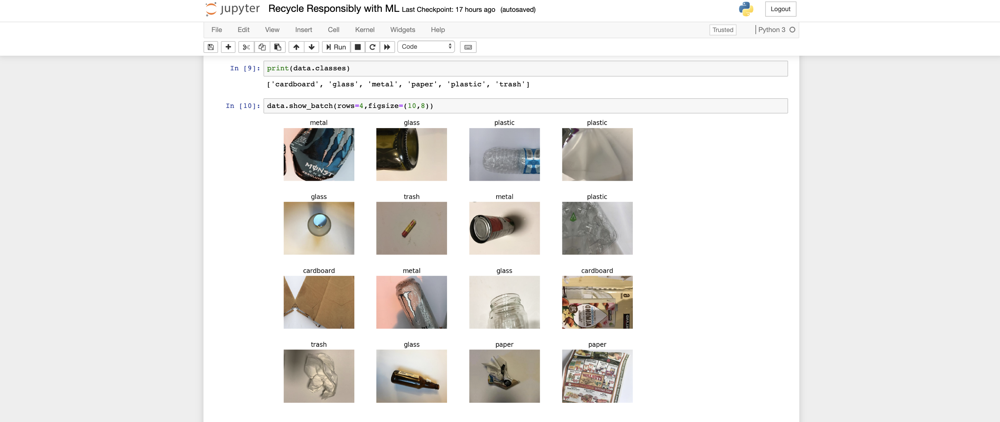 jupyter Recycle Responsibly with ML Last Checkpoint: 17 hours ago (autosaved)
Logout
File Edit View Insert Cell Kernel Widgets Help
Trusted
Python 3
Run
Code
In [9]: print(data.classes)
['cardboard', 'glass', 'metal', 'paper', 'plastic', 'trash']
In [10]: data.show_batch(rows=4,figsize=(10,8))
metal glass plastic plastic
MONST
ENER
ABSOLUT
glass trash metal plastic
cardboard metal glass cardboard
30
trash glass paper paper
WALNUTS